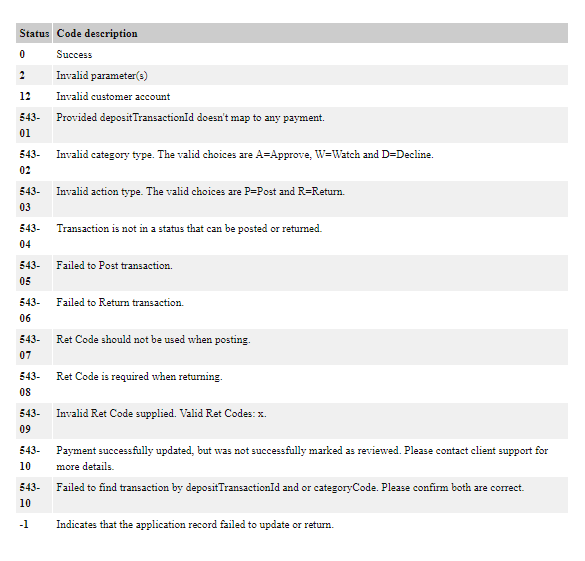 Status Code description
0 Success
2 Invalid parameter(s)
12 Invalid customer account
543- Provided depositTransactionId doesn't map to any payment.
01
543- Invalid category type. The valid choices are A=Approve, W=Watch and D=Decline.
02
543- Invalid action type. The valid choices are P=Post and R=Return.
03
543- Transaction is not in a status that can be posted or returned.
04
543- Failed to Post transaction.
05
543- Failed to Return transaction.
06
543- Ret Code should not be used when posting.
07
543- Ret Code is required when returning.
08
543- Invalid Ret Code supplied. Valid Ret Codes: x.
09
543- Payment successfully updated, but was not successfully marked as reviewed. Please contact client support for
10 more details.
543- Failed to find transaction by depositTransactionId and or categoryCode. Please confirm both are correct.
10
-1 Indicates that the application record failed to update or return.